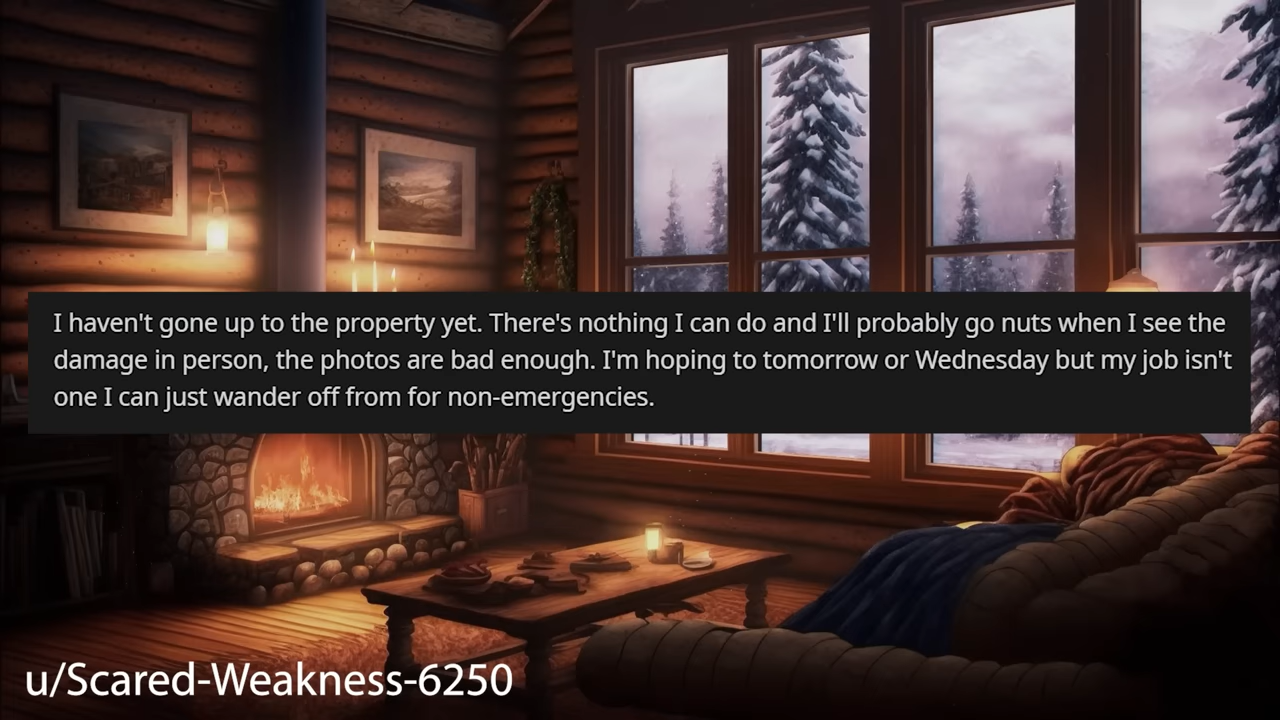 I haven't gone up to the property yet. There's nothing I can do and I'll probably go nuts when I see the
damage in person, the photos are bad enough. I'm hoping to tomorrow or Wednesday but my job isn't
one I can just wander off from for non-emergencies.
u/Scared-Weakness-6250